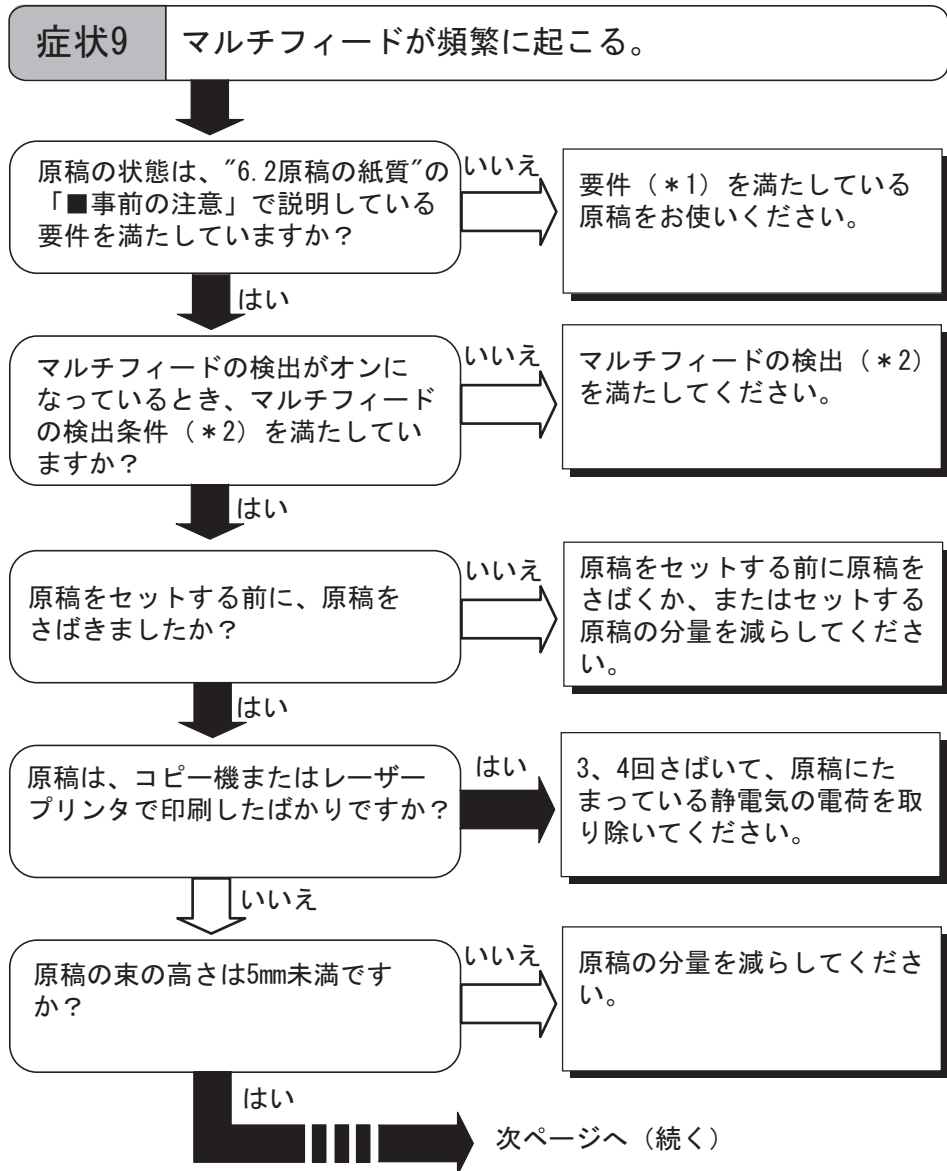 症状9
マルチフィードが頻繁に起こる。
原稿の状態は、"6.2原稿の紙質"の
「■事前の注意」で説明している
要件を満たしていますか？
いいえ
要件（＊1）を満たしている
原稿をお使いください。
はい
マルチフィードの検出がオンに
なっているとき、マルチフィード
の検出条件（＊2）を満たしてい
ますか？
いいえ
マルチフィードの検出（＊2）
を満たしてください。
はい
原稿をセットする前に、原稿を
さばきましたか？
いいえ
原稿をセットする前に原稿を
さばくか、またはセットする
原稿の分量を減らしてくださ
い。
はい
原稿は、コピー機またはレーザー
プリンタで印刷したばかりですか？
はい
3、4回さばいて、原稿にた
まっている静電気の電荷を取
り除いてください。
いいえ
原稿の束の高さは5mm未満です
か？
いいえ
原稿の分量を減らしてくださ
い。
はい
次ページへ（続く）